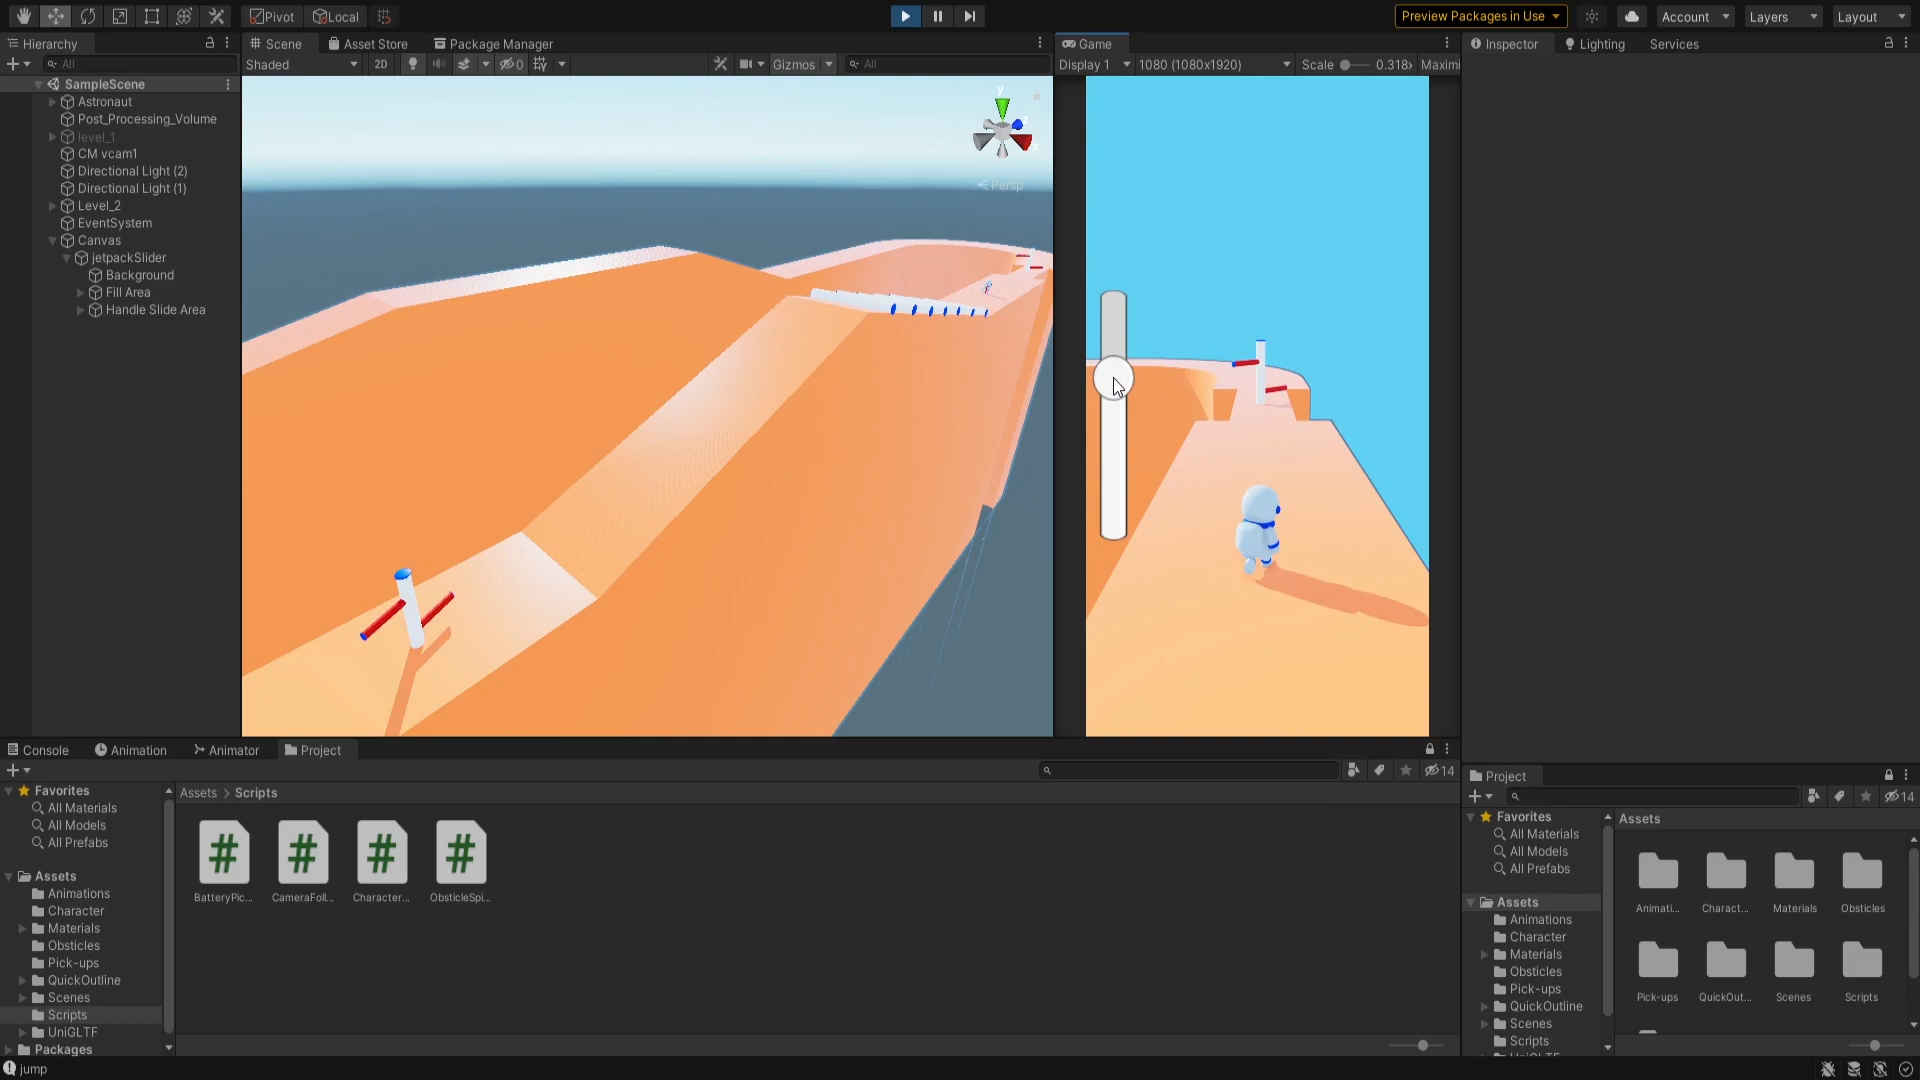 Pivot Local
Preview Packages in Use
Account Layers Layout
Hierarchy
Scene Asset Store Package Manager
Game
Inspector Lighting Services
All
Shaded 2D 0 Gizmos All
Display 1 1080 (1080x1920) Scale 0.318x Maximi
SampleScene
Astronaut
Post_Processing_Volume
level_1
CM vcam1
Directional Light (2)
Directional Light (1)
Level_2
EventSystem
Canvas
jetpackSlider
Background
Fill Area
Handle Slide Area
y
Persp
Console Animation Animator Project
14
Favorites
All Materials
All Models
All Prefabs
Assets
Animations
Character
Materials
Obsticles
Pick-ups
QuickOutline
Scenes
Scripts
UniGLTF
Packages
Assets > Scripts
# # # #
BatteryPic... CameraFoll... Character... ObsticleSpi...
Project
14
Favorites
All Materials
All Models
All Prefabs
Assets
Animations
Character
Materials
Obsticles
Pick-ups
QuickOutline
Scenes
Scripts
UniGLTF
Assets
Animati... Charact... Materials Obsticles
Pick-ups QuickOut... Scenes Scripts
jump